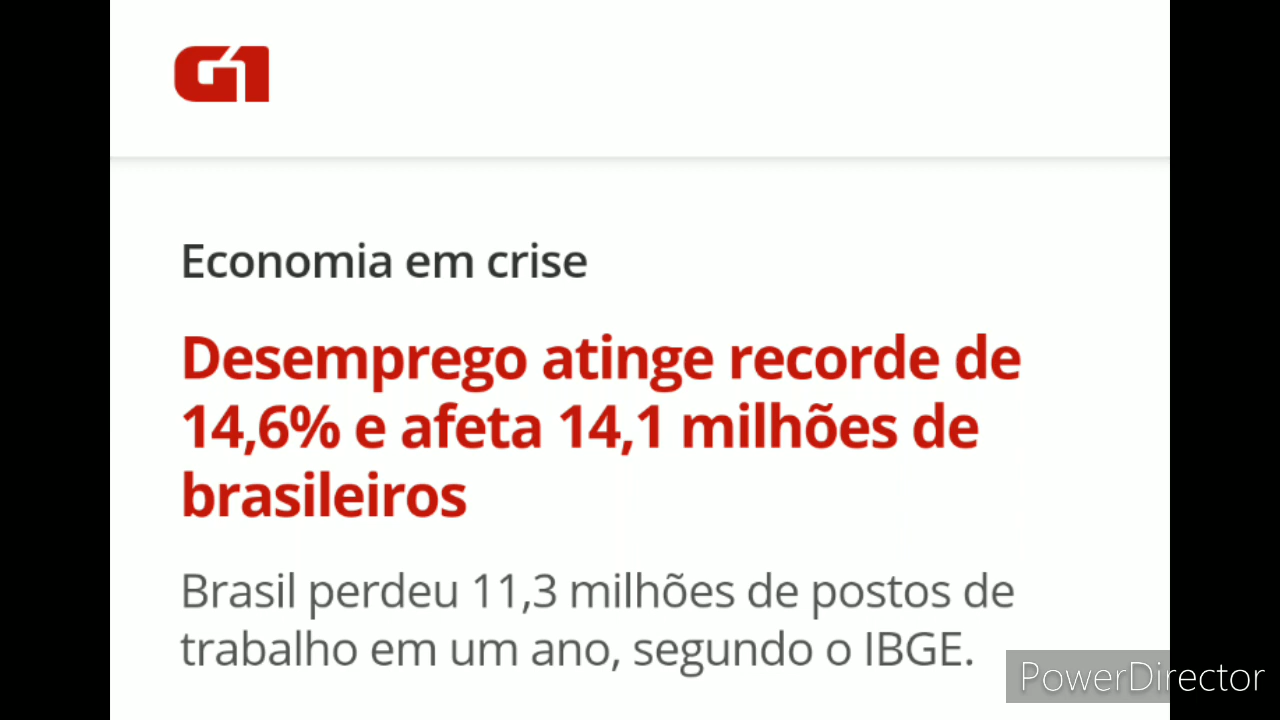 G1
Economia em crise
Desemprego atinge recorde de
14,6% e afeta 14,1 milhões de
brasileiros
Brasil perdeu 11,3 milhões de postos de
trabalho em um ano, segundo o IBGE.
PowerDirector